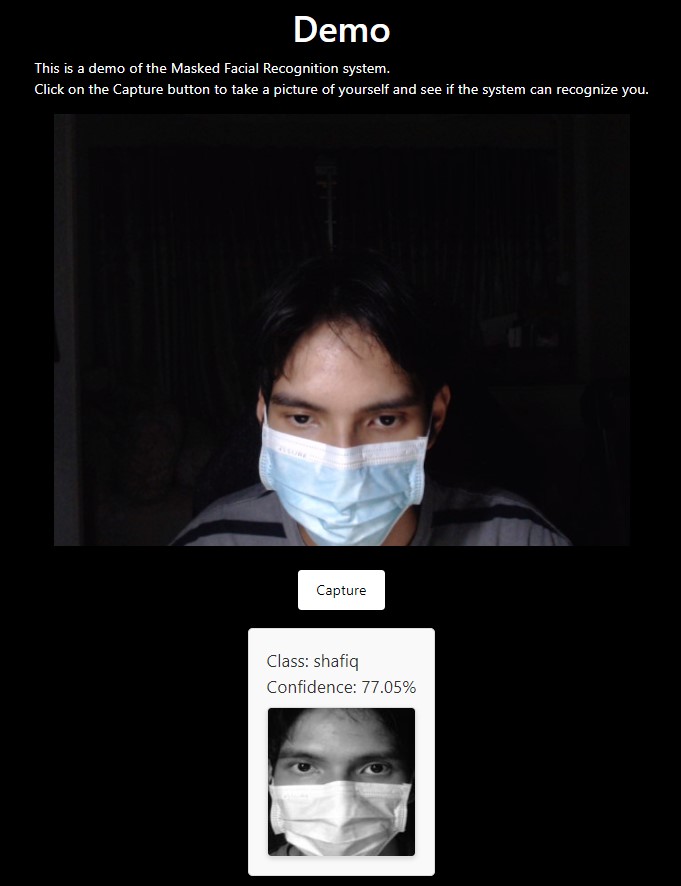 Demo
This is a demo of the Masked Facial Recognition system.
Click on the Capture button to take a picture of yourself and see if the system can recognize you.
Capture
Class: shafiq
Confidence: 77.05%